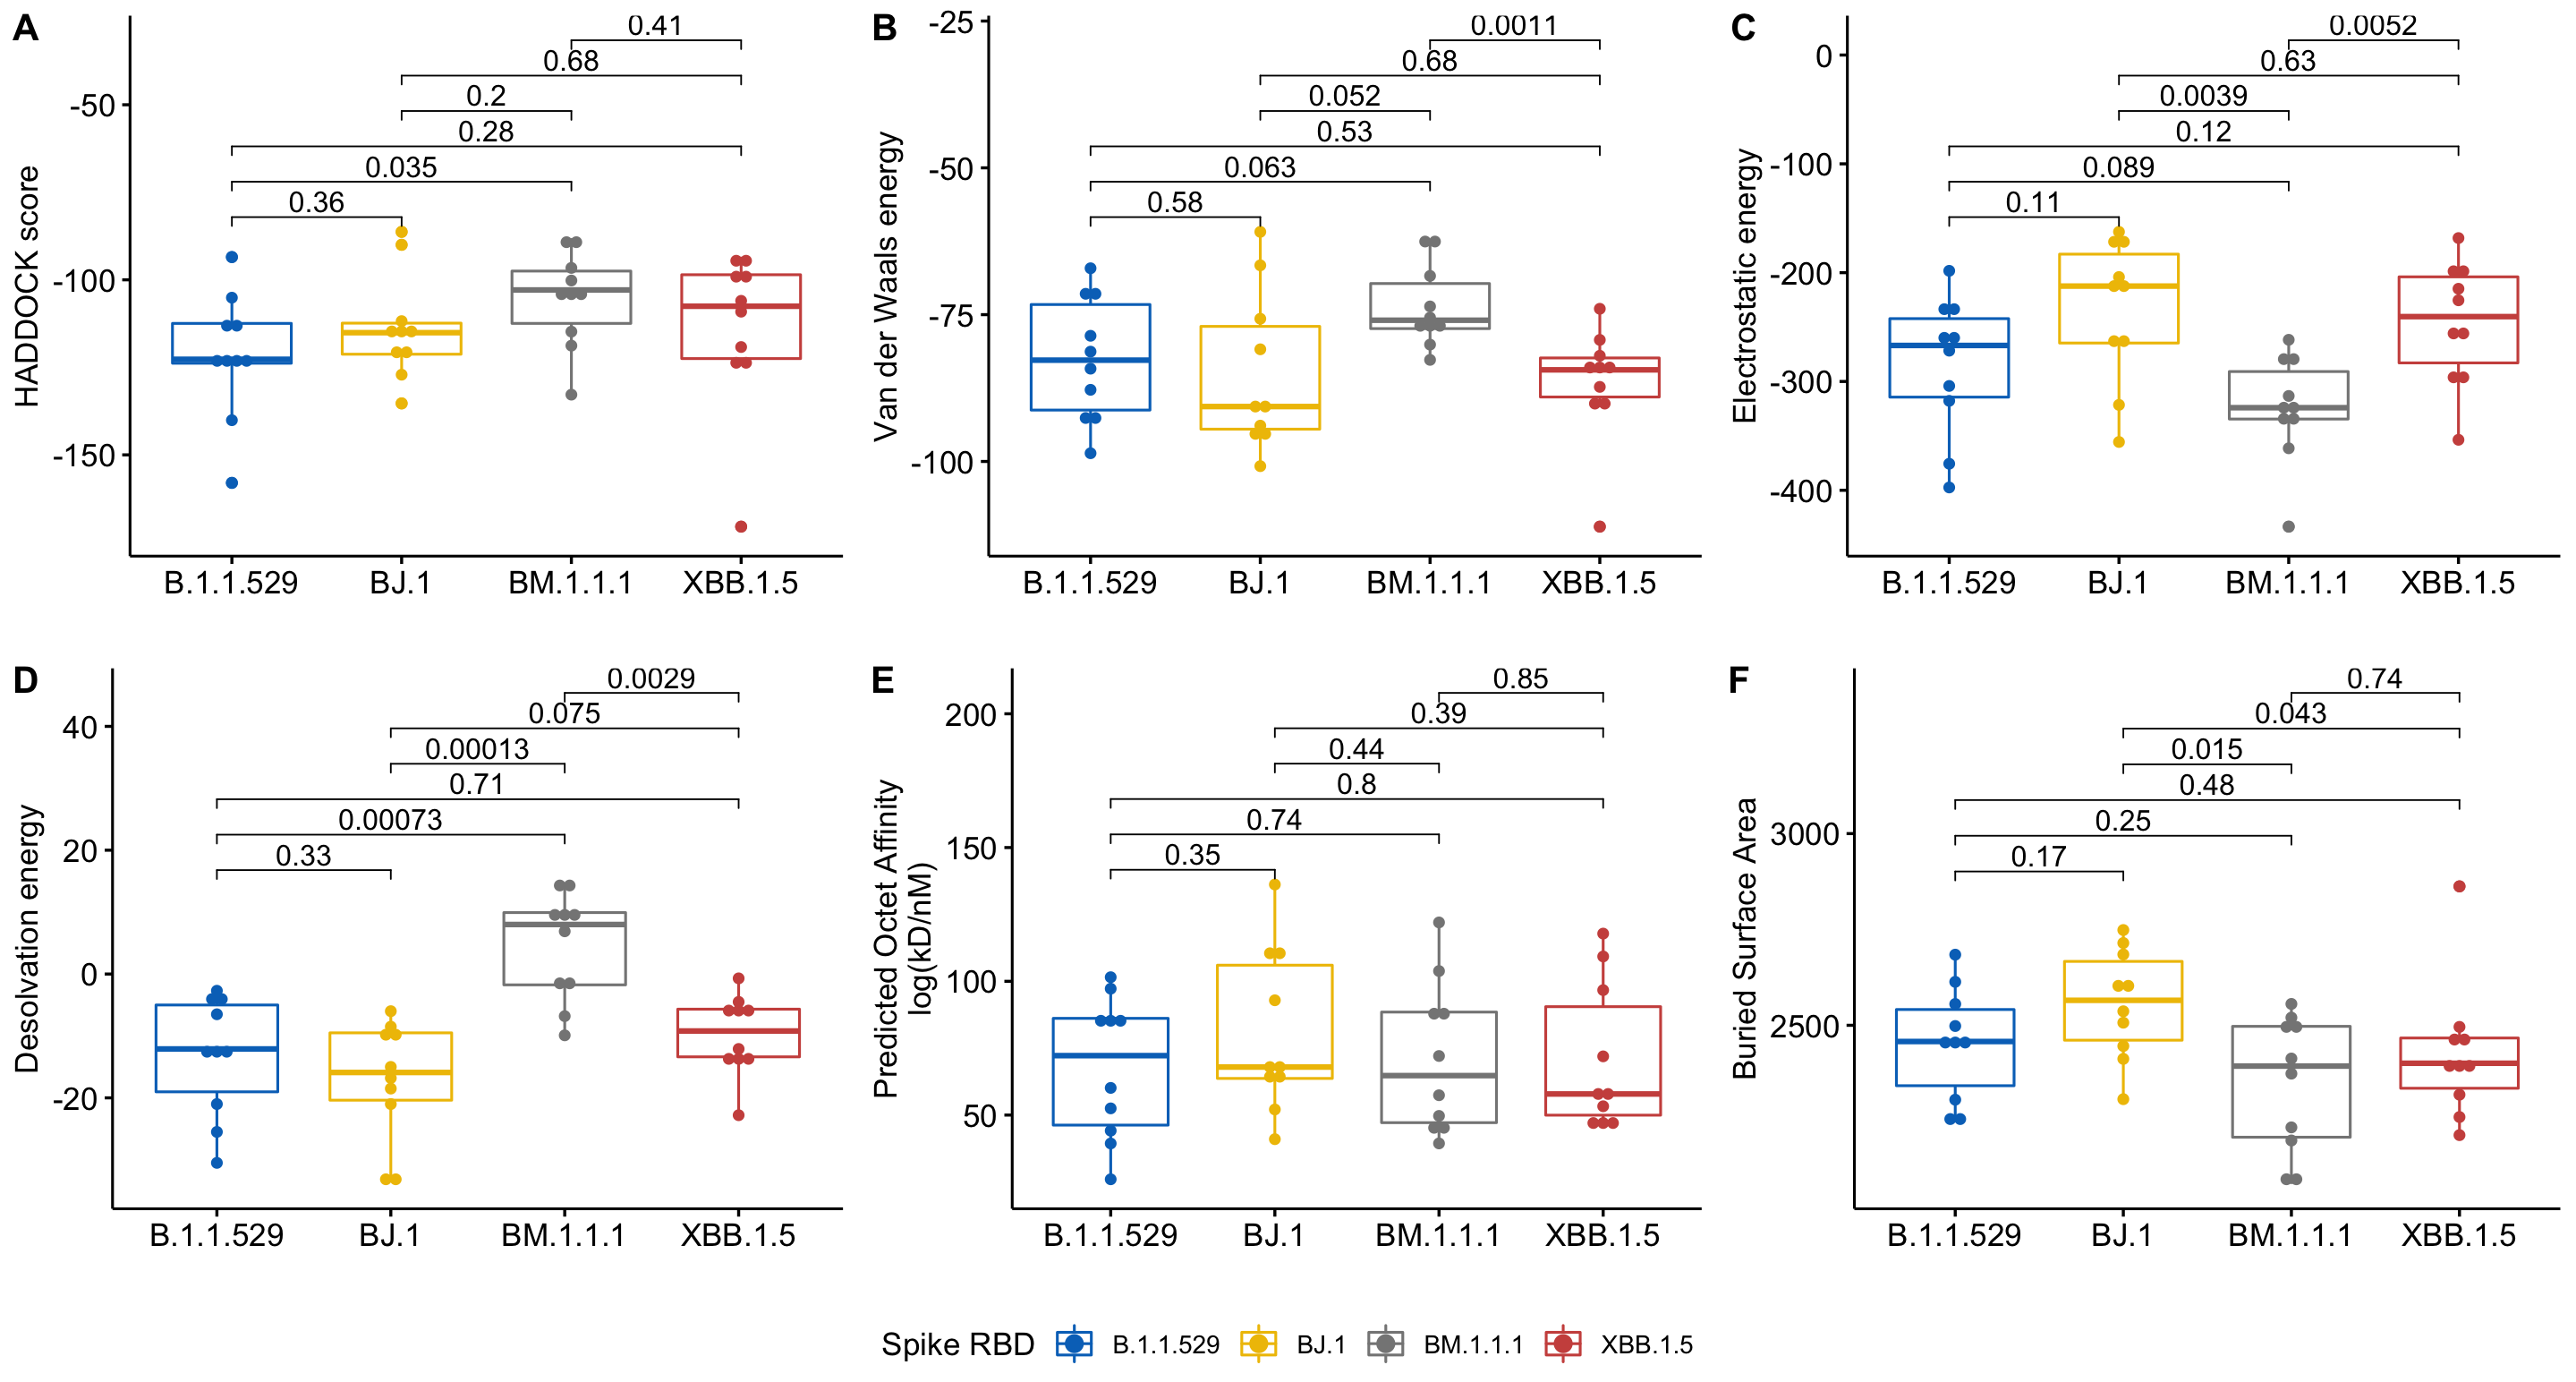 A
HADDOCK score
-50
-100
-150
0.41
0.68
0.2
0.28
0.035
0.36
B.1.1.529 BJ.1 BM.1.1.1 XBB.1.5
B
Van der Waals energy
-25
-50
-75
-100
0.0011
0.68
0.052
0.53
0.063
0.58
B.1.1.529 BJ.1 BM.1.1.1 XBB.1.5
C
Electrostatic energy
0
-100
-200
-300
-400
0.0052
0.63
0.0039
0.12
0.089
0.11
B.1.1.529 BJ.1 BM.1.1.1 XBB.1.5
D
Desolvation energy
40
20
0
-20
0.0029
0.075
0.00013
0.71
0.00073
0.33
B.1.1.529 BJ.1 BM.1.1.1 XBB.1.5
E
Predicted Octet Affinity
log(kD/nM)
200
150
100
50
0.85
0.39
0.44
0.8
0.74
0.35
B.1.1.529 BJ.1 BM.1.1.1 XBB.1.5
F
Buried Surface Area
3000
2500
0.74
0.043
0.015
0.48
0.25
0.17
B.1.1.529 BJ.1 BM.1.1.1 XBB.1.5
Spike RBD B.1.1.529 BJ.1 BM.1.1.1 XBB.1.5